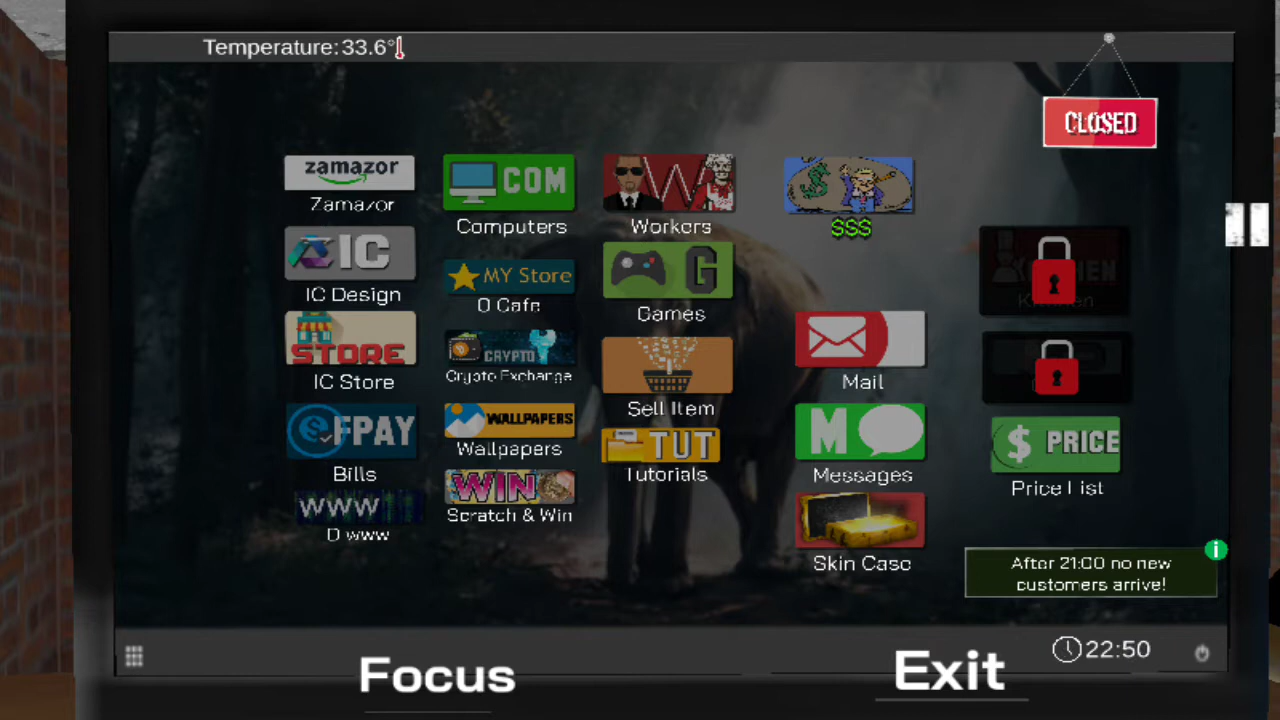 Temperature: 33.6°
CLOSED
zamazor
Zamazor
COM
Computers
W
Workers
$$$
IC
IC Design
MY Store
O Cafe
G
Games
STORE
IC Store
CRYPTO
Crypto Exchange
Sell Item
Mail
FPAY
Bills
WALLPAPERS
Wallpapers
TUT
Tutorials
M
Messages
$ PRICE
Price List
www
D www
WIN
Scratch & Win
Skin Case
After 21:00 no new
customers arrive!
i
22:50
Focus
Exit